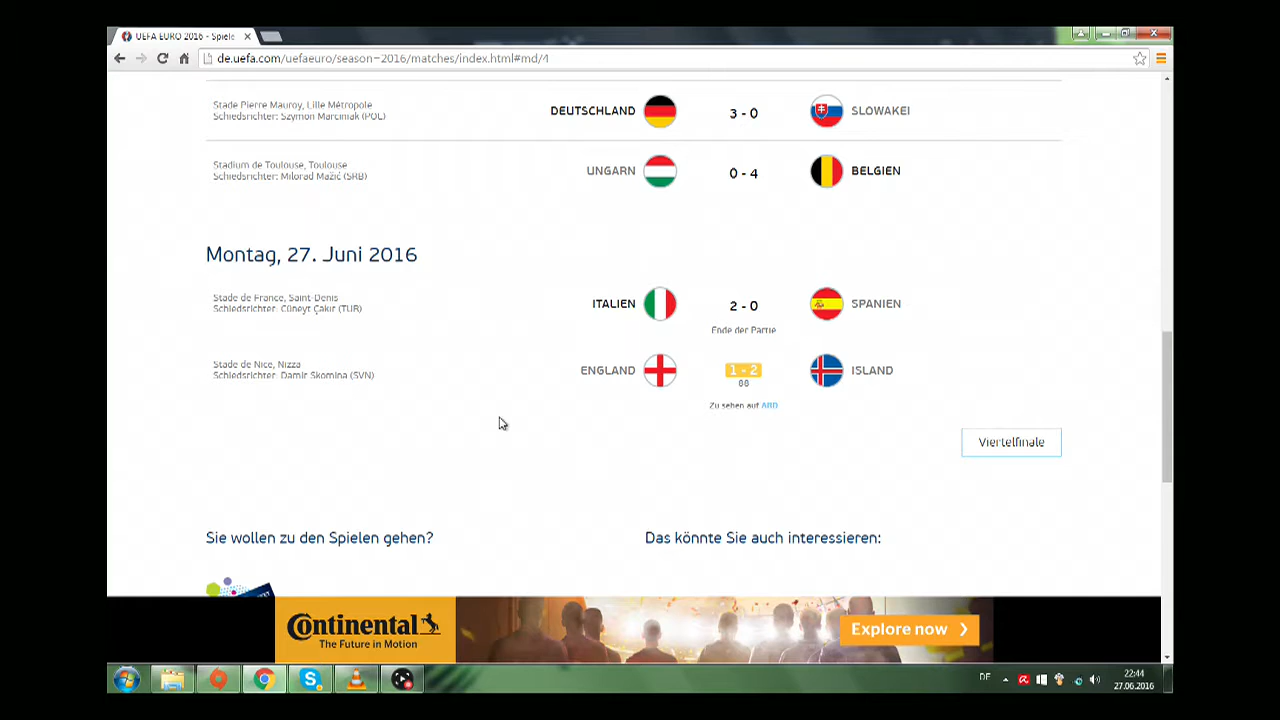 UEFA EURO 2016 - Spiele
de.uefa.com/uefaeuro/season=2016/matches/index.html#md/4
Stade Pierre Mauroy, Lille Métropole
Schiedsrichter: Szymon Marciniak (POL)
DEUTSCHLAND 3 - 0 SLOWAKEI
Stadium de Toulouse, Toulouse
Schiedsrichter: Milorad Mažić (SRB)
UNGARN 0 - 4 BELGIEN
Montag, 27. Juni 2016
Stade de France, Saint-Denis
Schiedsrichter: Cüneyt Çakır (TUR)
ITALIEN 2 - 0 SPANIEN
Ende der Partie
Stade de Nice, Nizza
Schiedsrichter: Damir Skomina (SVN)
ENGLAND 1 - 2 ISLAND
88
Zu sehen auf ARD
Viertelfinale
Sie wollen zu den Spielen gehen?
Das könnte Sie auch interessieren:
Continental
The Future in Motion
Explore now
DE
22:44
27.06.2016